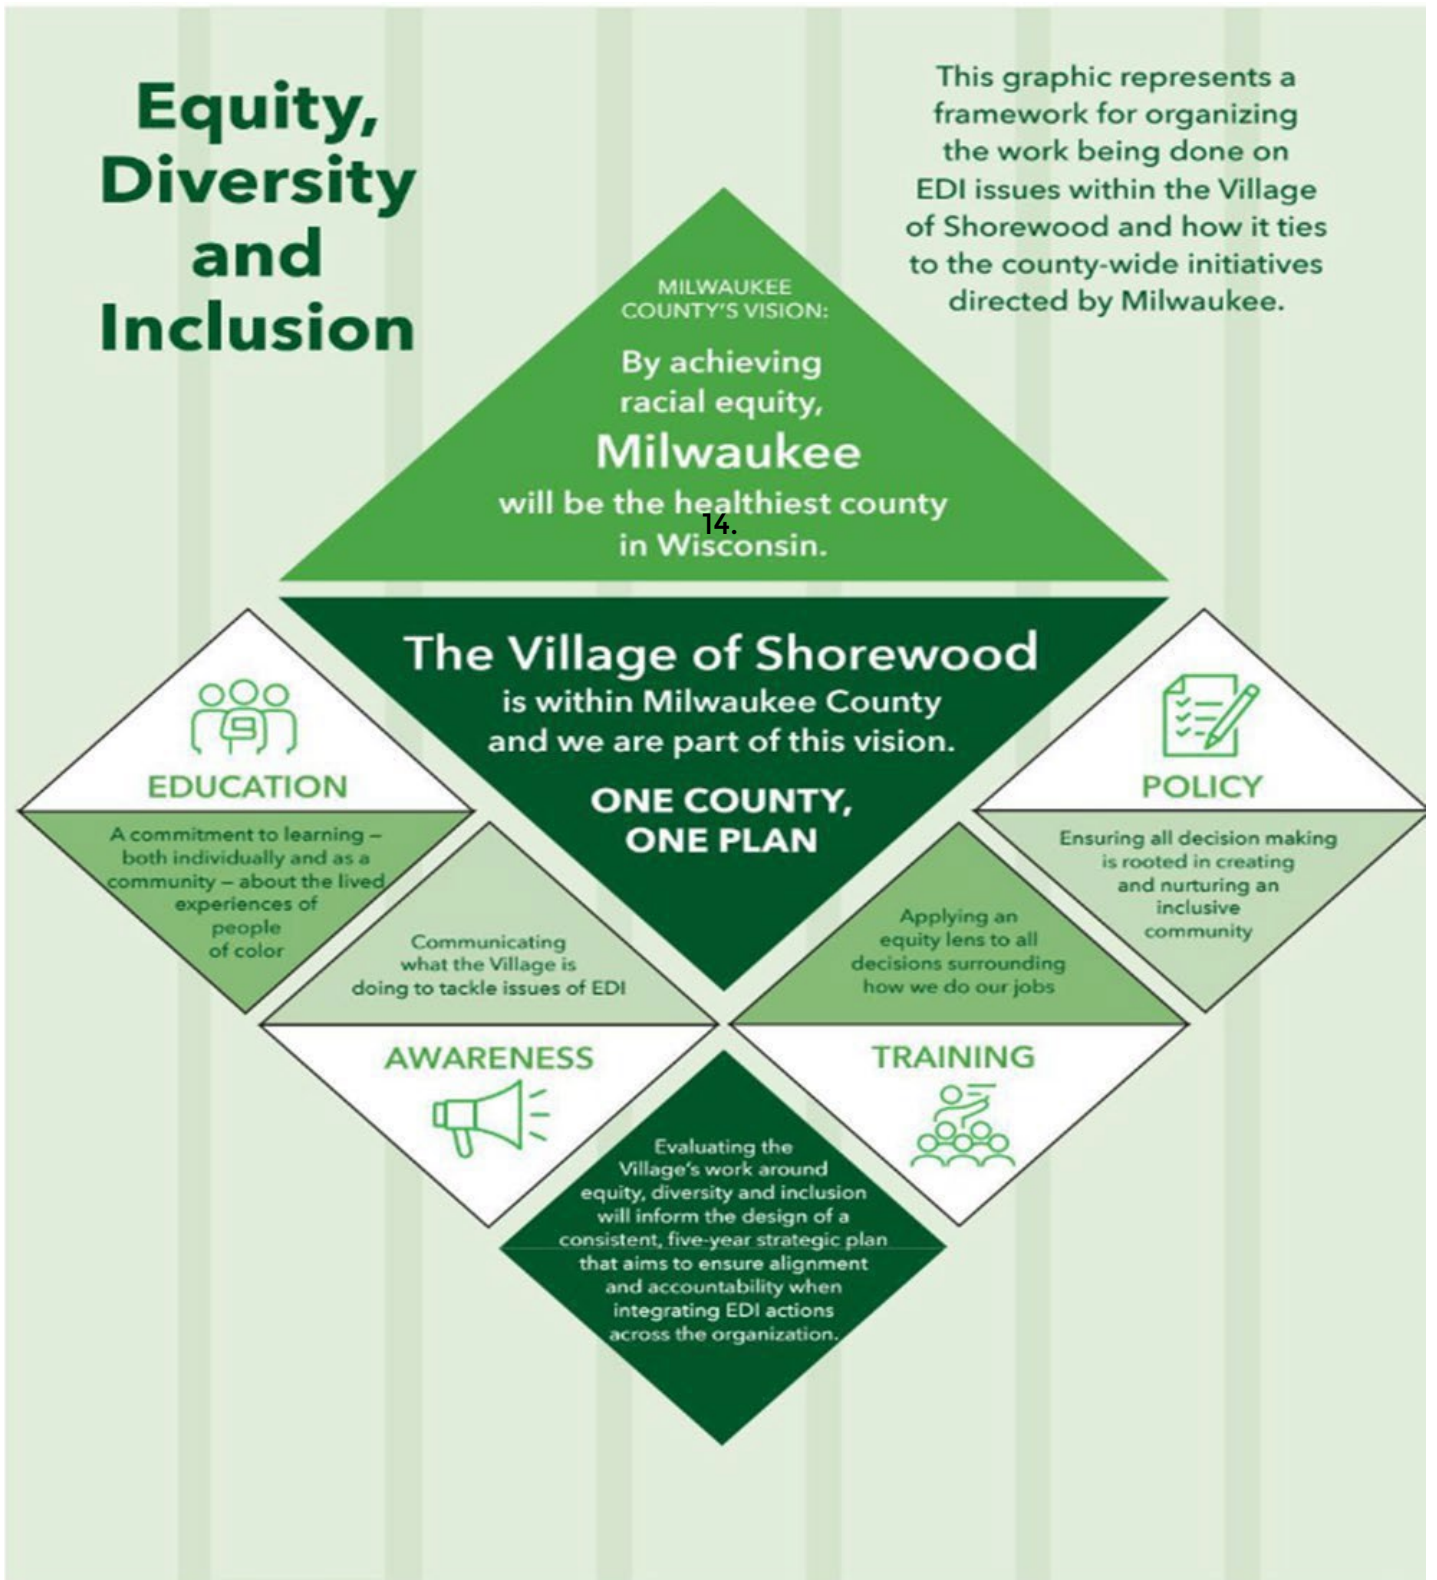 Equity,
Diversity
and
Inclusion
This graphic represents a
framework for organizing
the work being done on
EDI issues within the Village
of Shorewood and how it ties
to the county-wide initiatives
directed by Milwaukee.
MILWAUKEE
COUNTY'S VISION:
By achieving
racial equity,
Milwaukee
will be the healthiest county
14.
in Wisconsin.
The Village of Shorewood
is within Milwaukee County
and we are part of this vision.
ONE COUNTY,
ONE PLAN
EDUCATION
A commitment to learning –
both individually and as a
community – about the lived
experiences of
people
of color
Communicating
what the Village is
doing to tackle issues of EDI
AWARENESS
Applying an
equity lens to all
decisions surrounding
how we do our jobs
TRAINING
POLICY
Ensuring all decision making
is rooted in creating
and nurturing an
inclusive
community
Evaluating the
Village's work around
equity, diversity and inclusion
will inform the design of a
consistent, five-year strategic plan
that aims to ensure alignment
and accountability when
integrating EDI actions
across the organization.